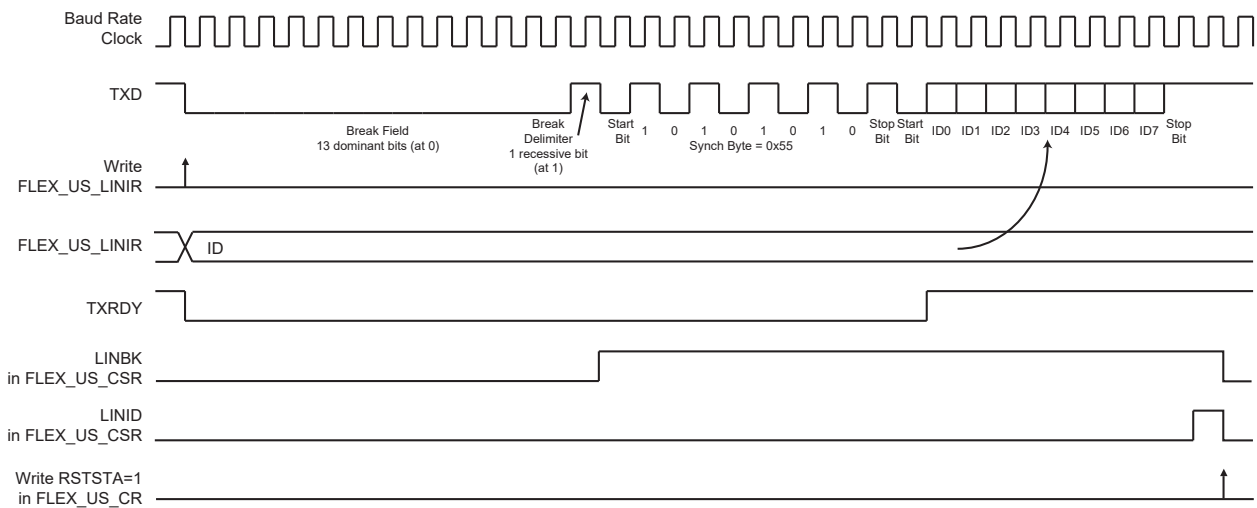 Baud Rate
Clock
TXD
Break Field
13 dominant bits (at 0)
Break
Delimiter
1 recessive bit
(at 1)
Start
Bit
1 0 1 0 1 0 1 0
Synch Byte = 0x55
Stop
Bit
Start
Bit
ID0 ID1 ID2 ID3 ID4 ID5 ID6 ID7
Stop
Bit
Write
FLEX_US_LINIR
FLEX_US_LINIR
ID
TXRDY
LINBK
in FLEX_US_CSR
LINID
in FLEX_US_CSR
Write RSTSTA=1
in FLEX_US_CR